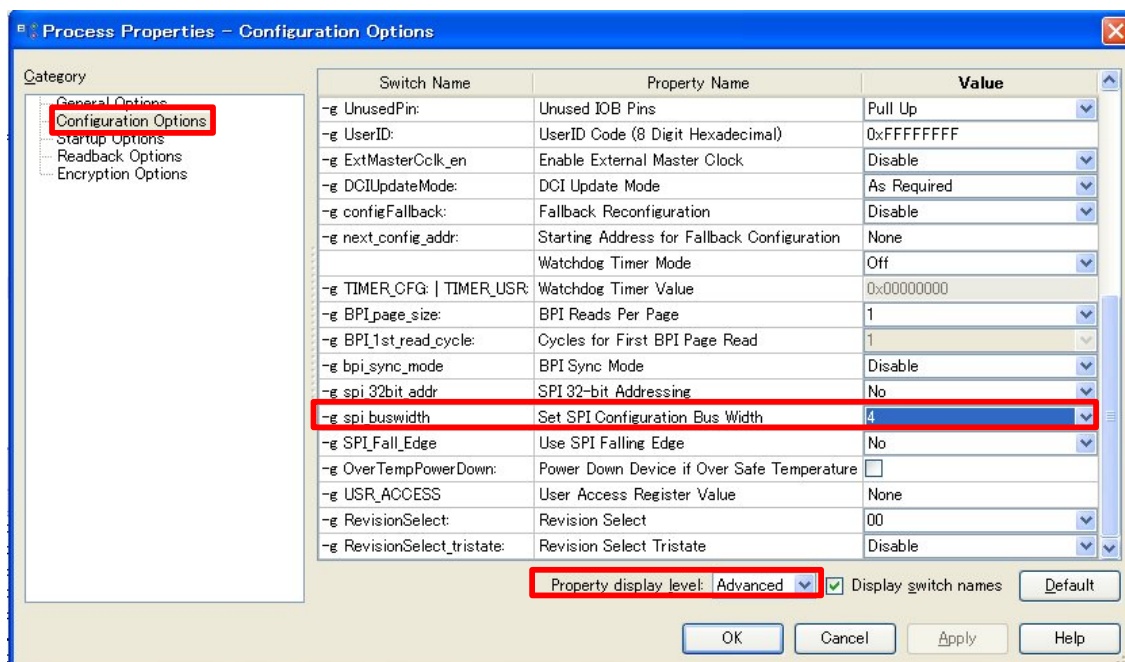 Process Properties - Configuration Options
Category
General Options
Configuration Options
Startup Options
Readback Options
Encryption Options
Switch Name Property Name Value
-g UnusedPin: Unused IOB Pins Pull Up
-g UserID: UserID Code (8 Digit Hexadecimal) 0xFFFFFFFF
-g ExtMasterCclk_en Enable External Master Clock Disable
-g DCIUpdateMode: DCI Update Mode As Required
-g configFallback: Fallback Reconfiguration Disable
-g next_config_addr: Starting Address for Fallback Configuration None
Watchdog Timer Mode Off
-g TIMER_CFG: | TIMER_USR: Watchdog Timer Value 0x00000000
-g BPI_page_size: BPI Reads Per Page 1
-g BPI_1st_read_cycle: Cycles for First BPI Page Read 1
-g bpi_sync_mode BPI Sync Mode Disable
-g spi_32bit_addr SPI 32-bit Addressing No
-g spi_buswidth Set SPI Configuration Bus Width 4
-g SPI_Fall_Edge Use SPI Falling Edge No
-g OverTempPowerDown: Power Down Device if Over Safe Temperature
-g USR_ACCESS User Access Register Value None
-g RevisionSelect: Revision Select 00
-g RevisionSelect_tristate: Revision Select Tristate Disable
Property display level: Advanced Display switch names Default
OK Cancel Apply Help